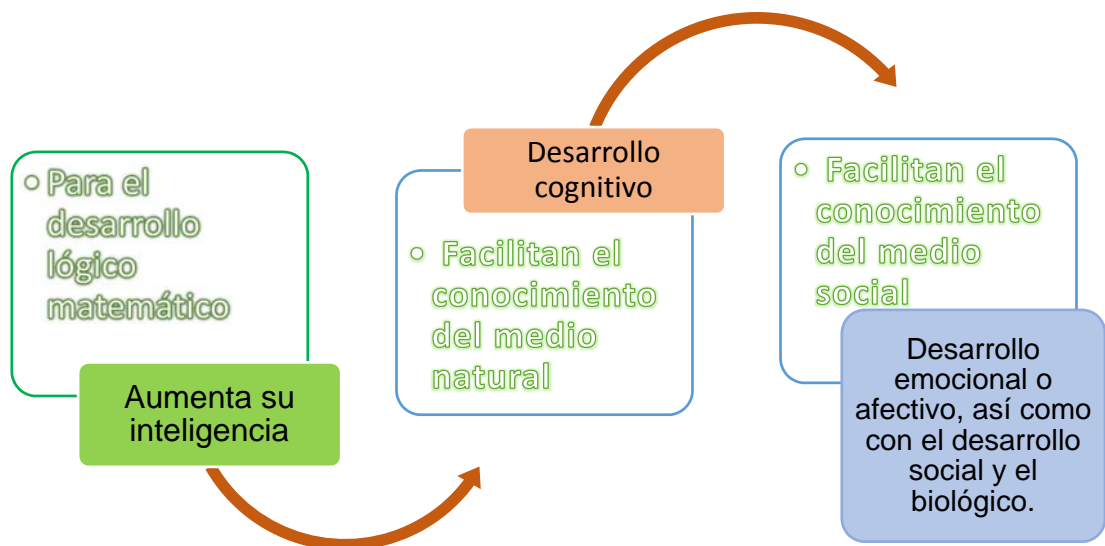 ○ Para el
desarrollo
lógico
matemático
Aumenta su
inteligencia
Desarrollo
cognitivo
○ Facilitan el
conocimiento
del medio
natural
○ Facilitan el
conocimiento
del medio
social
Desarrollo
emocional o
afectivo, así como
con el desarrollo
social y el
biológico.